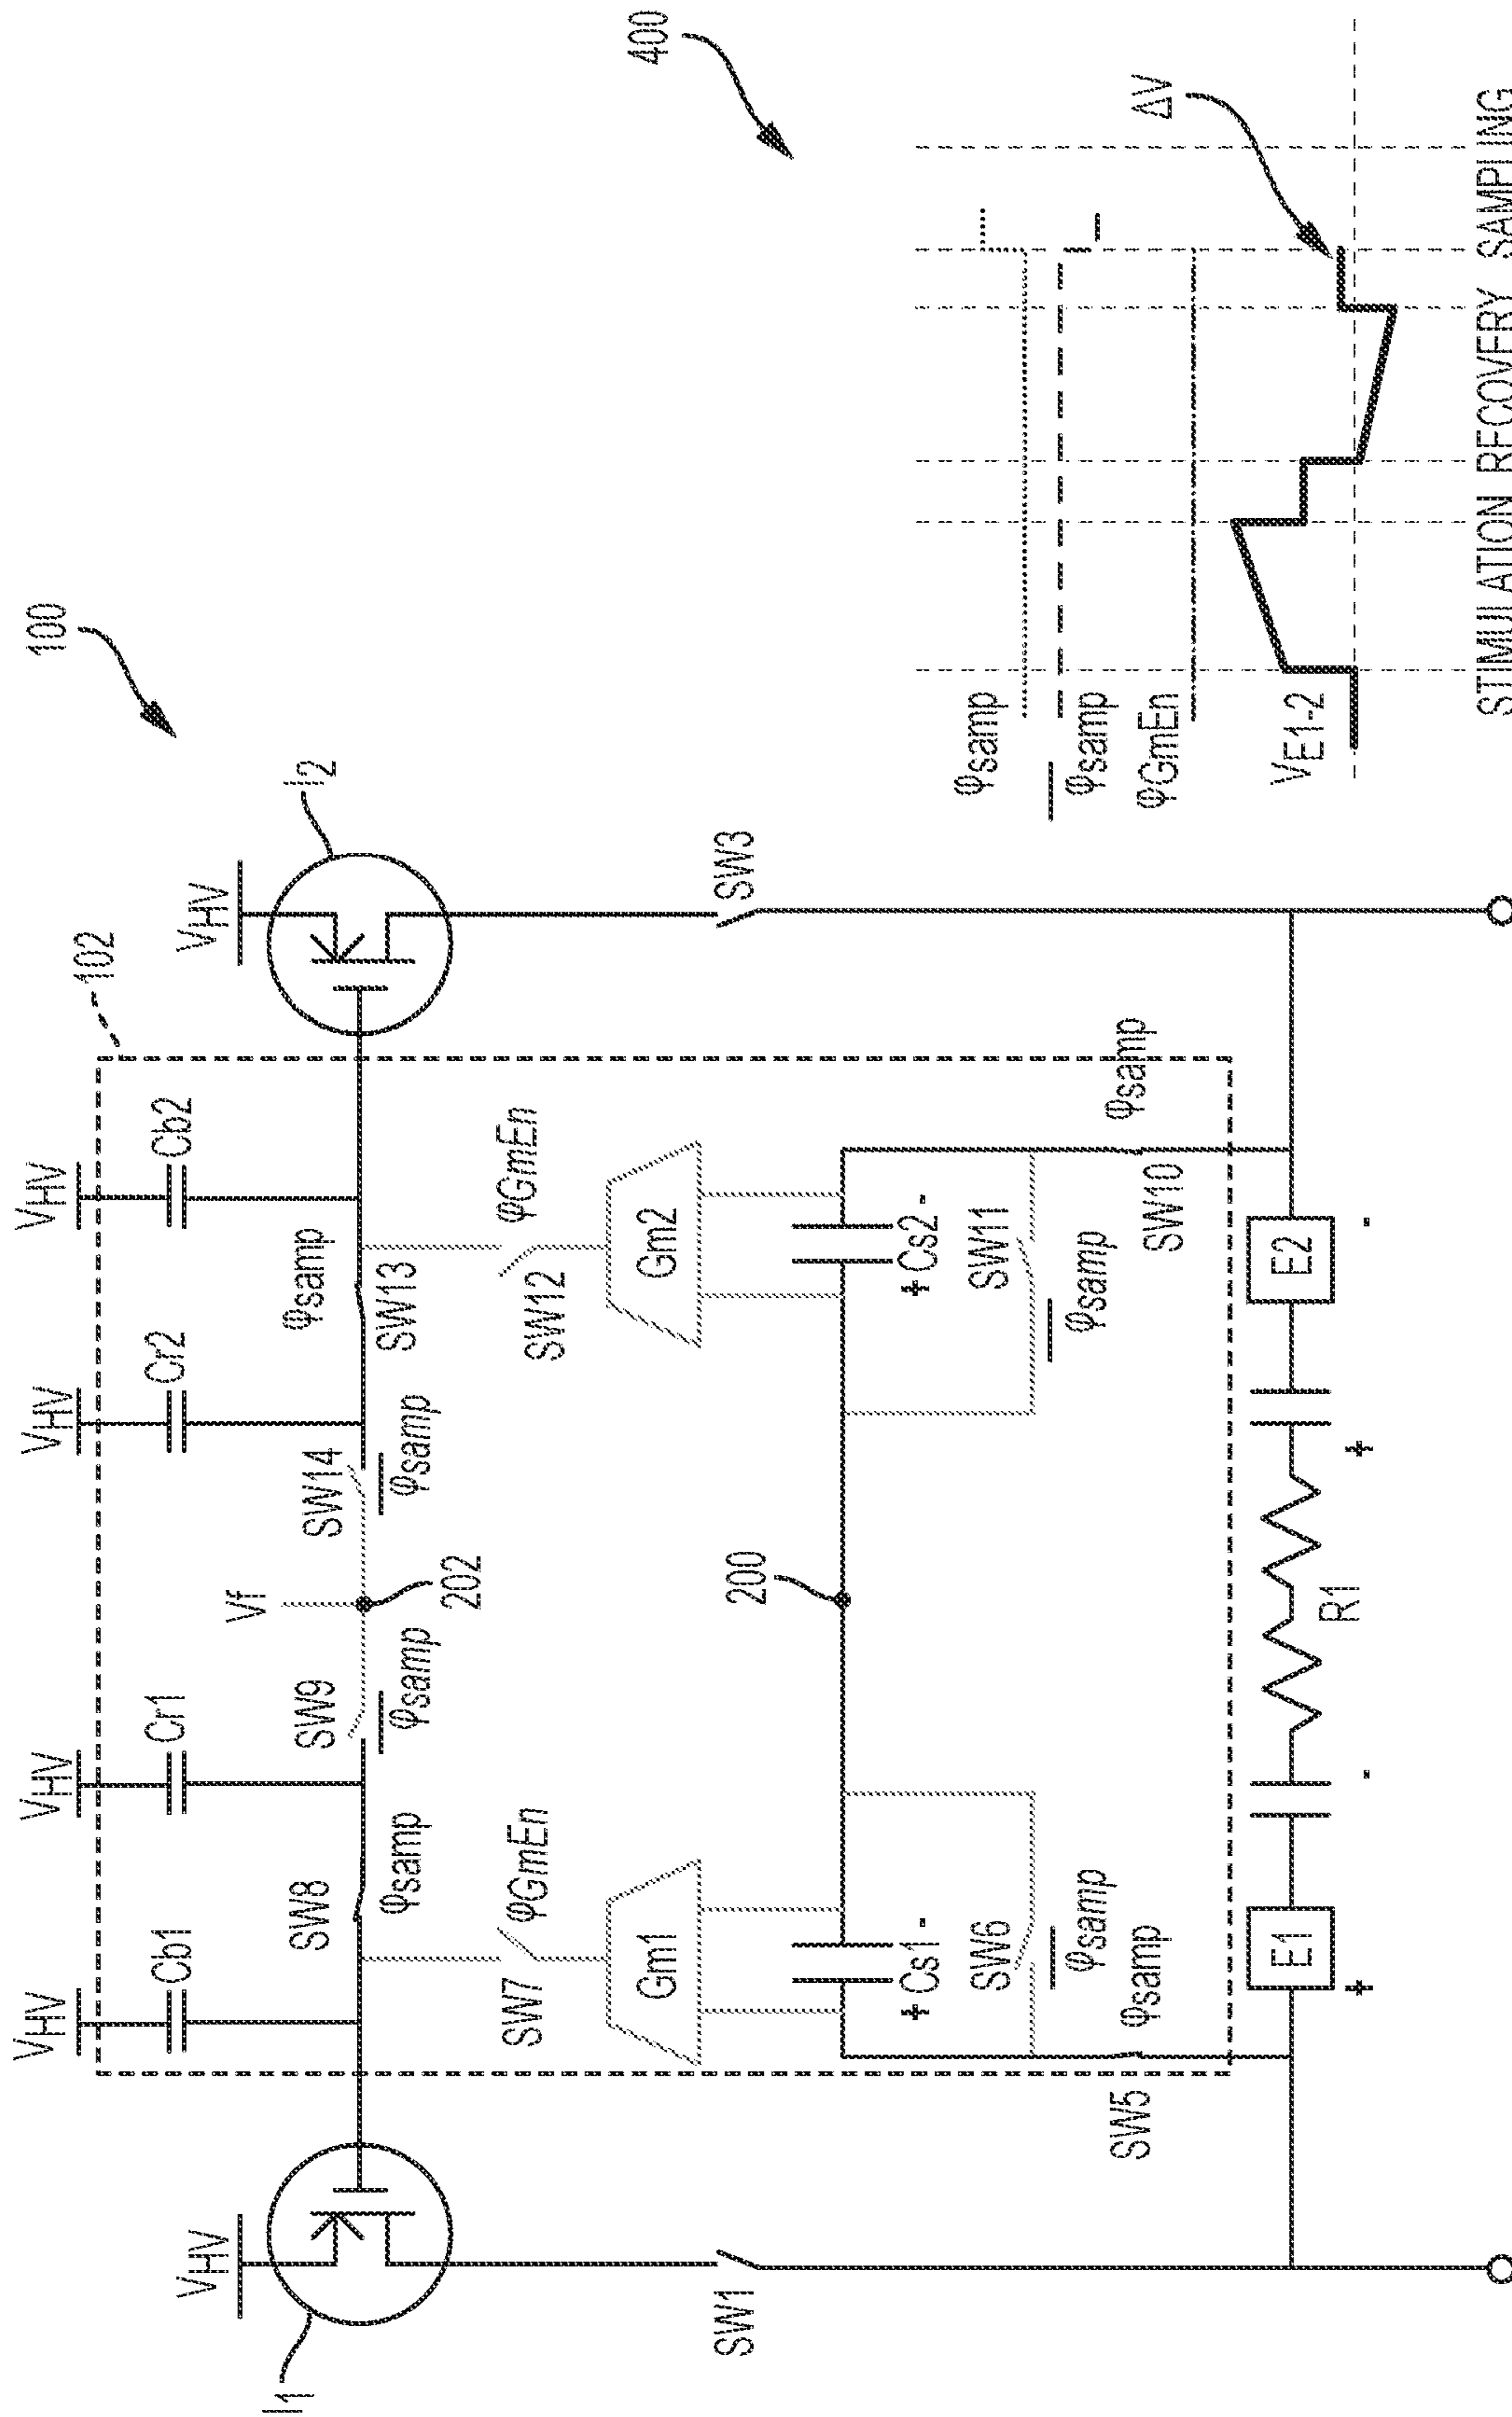 100
400
102
I1
I2
VHV
VHV
VHV
VHV
VHV
VHV
Cb1
Cr1
Cr2
Cb2
SW8
φsamp
SW9
φsamp
Vf
202
SW14
φsamp
φsamp
SW13
SW7
φGmEn
SW12
φGmEn
Gm1
Gm2
SW1
SW3
+ Cs1 -
200
+ Cs2 -
SW6
φsamp
SW11
φsamp
SW5
φsamp
SW10
φsamp
E1
E2
+
-
R1
+
-
φsamp
φsamp
φGmEn
VE1-2
ΔV
STIMULATION RECOVERY SAMPLING